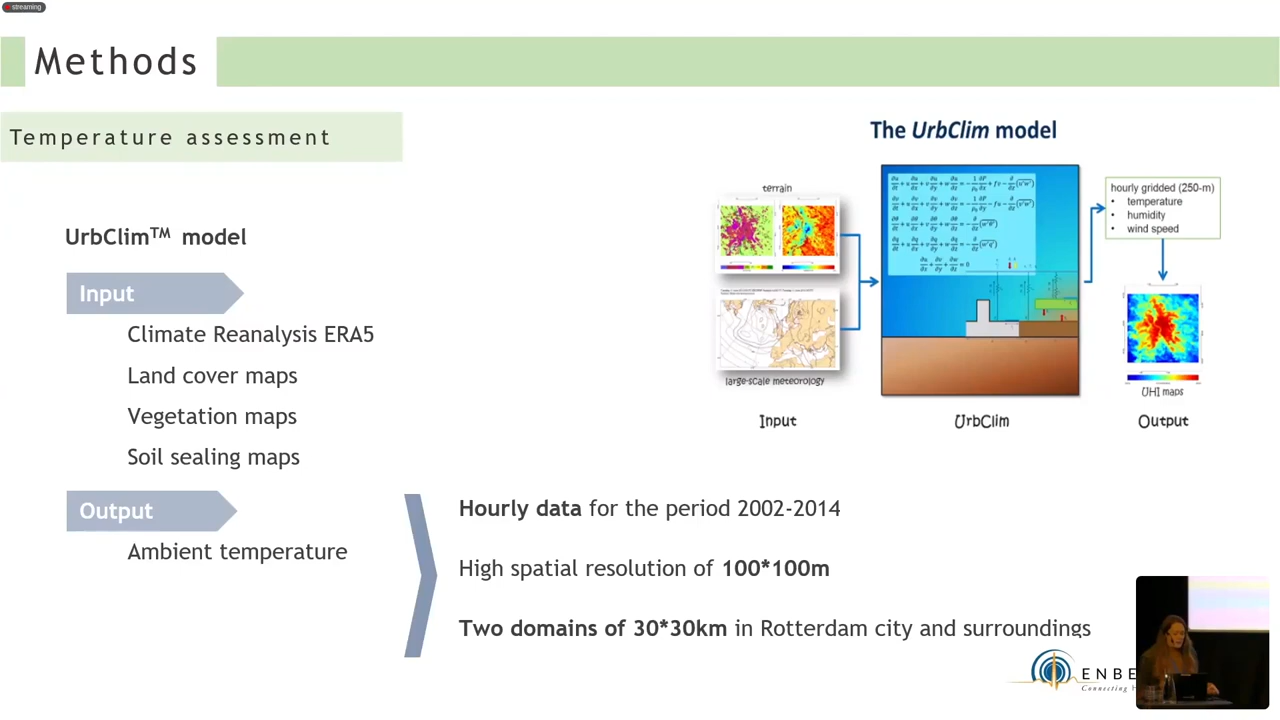 streaming
Methods
Temperature assessment
UrbClim™ model
Input
Climate Reanalysis ERA5
Land cover maps
Vegetation maps
Soil sealing maps
Output
Ambient temperature
The UrbClim model
terrain
large-scale meteorology
Input
UrbClim
hourly gridded (250-m)
• temperature
• humidity
• wind speed
UHI maps
Output
Hourly data for the period 2002-2014
High spatial resolution of 100*100m
Two domains of 30*30km in Rotterdam city and surroundings
ENBE
Connecting